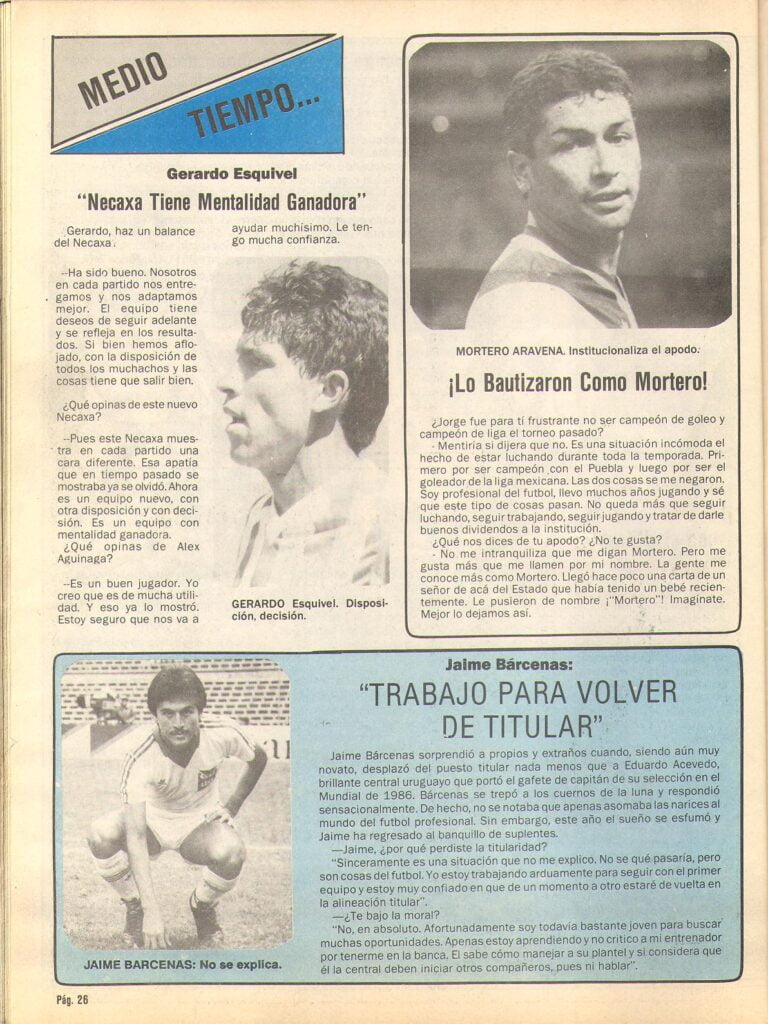 MEDIO
TIEMPO...
Gerardo Esquivel
"Necaxa Tiene Mentalidad Ganadora"
Gerardo, haz un balance
del Necaxa.
--Ha sido bueno. Nosotros
en cada partido nos entre-
gamos y nos adaptamos
mejor. El equipo tiene
deseos de seguir adelante
y se refleja en los resulta-
dos. Si bien hemos aflo-
jado, con la disposición de
todos los muchachos y las
cosas tiene que salir bien.
¿Qué opinas de este nuevo
Necaxa?
--Pues este Necaxa mues-
tra en cada partido una
cara diferente. Esa apatía
que en tiempo pasado se
mostraba ya se olvidó. Ahora
es un equipo nuevo, con
otra disposición y con deci-
sión. Es un equipo con
mentalidad ganadora.
¿Qué opinas de Alex
Aguinaga?
--Es un buen jugador. Yo
creo que es de mucha utili-
dad. Y eso ya lo mostró.
Estoy seguro que nos va a
ayudar muchísimo. Le ten-
go mucha confianza.
GERARDO Esquivel. Disposi-
ción, decisión.
MORTERO ARAVENA. Institucionaliza el apodo.
¡Lo Bautizaron Como Mortero!
¿Jorge fue para tí frustrante no ser campeón de goleo y
campeón de liga el torneo pasado?
- Mentiría si dijera que no. Es una situación incómoda el
hecho de estar luchando durante toda la temporada. Pri-
mero por ser campeón con el Puebla y luego por ser el
goleador de la liga mexicana. Las dos cosas se me negaron.
Soy profesional del futbol, llevo muchos años jugando y sé
que este tipo de cosas pasan. No queda más que seguir
luchando, seguir trabajando, seguir jugando y tratar de darle
buenos dividendos a la institución.
¿Qué nos dices de tu apodo? ¿No te gusta?
- No me intranquiliza que me digan Mortero. Pero me
gusta más que me llamen por mi nombre. La gente me
conoce más como Mortero. Llegó hace poco una carta de un
señor de acá del Estado que había tenido un bebé recien-
temente. Le pusieron de nombre ¡"Mortero"! Imaginate.
Mejor lo dejamos así.
Jaime Bárcenas:
"TRABAJO PARA VOLVER
DE TITULAR"
Jaime Bárcenas sorprendió a propios y extraños cuando, siendo aún muy
novato, desplazó del puesto titular nada menos que a Eduardo Acevedo,
brillante central uruguayo que portó el gafete de capitán de su selección en el
Mundial de 1986. Bárcenas se trepó a los cuernos de la luna y respondió
sensacionalmente. De hecho, no se notaba que apenas asomaba las narices al
mundo del futbol profesional. Sin embargo, este año el sueño se esfumó y
Jaime ha regresado al banquillo de suplentes.
—Jaime, ¿por qué perdiste la titularidad?
"Sinceramente es una situación que no me explico. No se qué pasaría, pero
son cosas del futbol. Yo estoy trabajando arduamente para seguir con el primer
equipo y estoy muy confiado en que de un momento a otro estaré de vuelta en
la alineación titular".
—¿Te bajo la moral?
"No, en absoluto. Afortunadamente soy todavia bastante joven para buscar
muchas oportunidades. Apenas estoy aprendiendo y no critico a mi entrenador
por tenerme en la banca. El sabe cómo manejar a su plantel y si considera que
él la central deben iniciar otros compañeros, pues ni hablar".
JAIME BARCENAS: No se explica.
Pág. 26